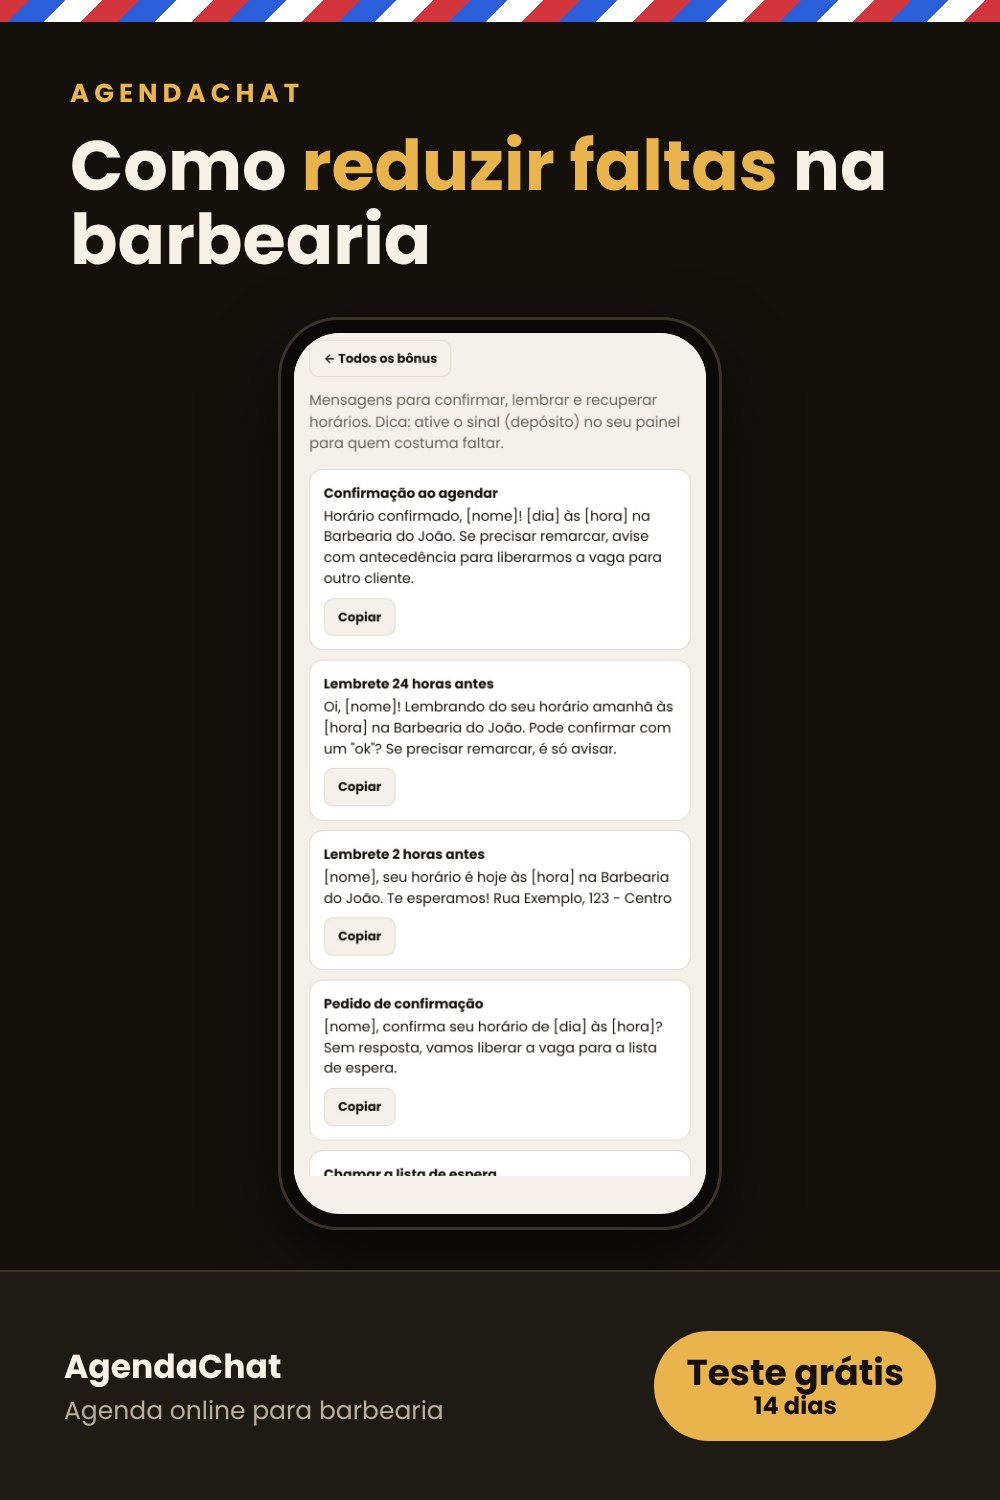 AGENDACHAT
Como reduzir faltas na
barbearia
← Todos os bônus
Mensagens para confirmar, lembrar e recuperar
horários. Dica: ative o sinal (depósito) no seu painel
para quem costuma faltar.
Confirmação ao agendar
Horário confirmado, [nome]! [dia] às [hora] na
Barbearia do João. Se precisar remarcar, avise
com antecedência para liberarmos a vaga para
outro cliente.
Copiar
Lembrete 24 horas antes
Oi, [nome]! Lembrando do seu horário amanhã às
[hora] na Barbearia do João. Pode confirmar com
um "ok"? Se precisar remarcar, é só avisar.
Copiar
Lembrete 2 horas antes
[nome], seu horário é hoje às [hora] na Barbearia
do João. Te esperamos! Rua Exemplo, 123 - Centro
Copiar
Pedido de confirmação
[nome], confirma seu horário de [dia] às [hora]?
Sem resposta, vamos liberar a vaga para a lista
de espera.
Copiar
Chamar a lista de espera
AgendaChat
Agenda online para barbearia
Teste grátis
14 dias